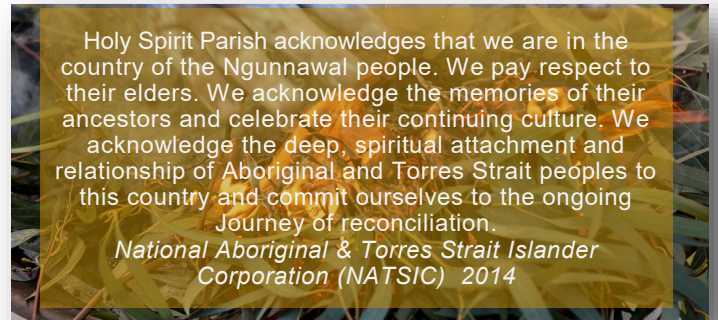 Holy Spirit Parish acknowledges that we are in the
country of the Ngunnawal people. We pay respect to
their elders. We acknowledge the memories of their
ancestors and celebrate their continuing culture. We
acknowledge the deep, spiritual attachment and
relationship of Aboriginal and Torres Strait peoples to
this country and commit ourselves to the ongoing
Journey of reconciliation.
National Aboriginal & Torres Strait Islander
Corporation (NATSIC)  2014